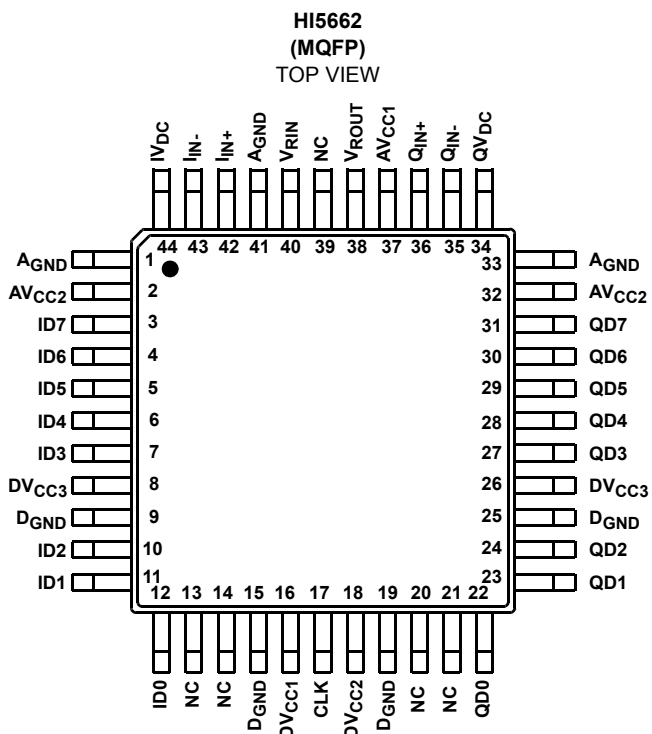 HI5662
(MQFP)
TOP VIEW
IVDC
IIN-
IIN+
AGND
VRIN
NC
VROUT
AVCC1
QIN+
QIN-
QVDC
44 43 42 41 40 39 38 37 36 35 34
AGND 1 33 AGND
AVCC2 2 32 AVCC2
ID7 3 31 QD7
ID6 4 30 QD6
ID5 5 29 QD5
ID4 6 28 QD4
ID3 7 27 QD3
DVCC3 8 26 DVCC3
DGND 9 25 DGND
ID2 10 24 QD2
ID1 11 23 QD1
12 13 14 15 16 17 18 19 20 21 22
ID0
NC
NC
DGND
DVCC1
CLK
DVCC2
DGND
NC
NC
QD0